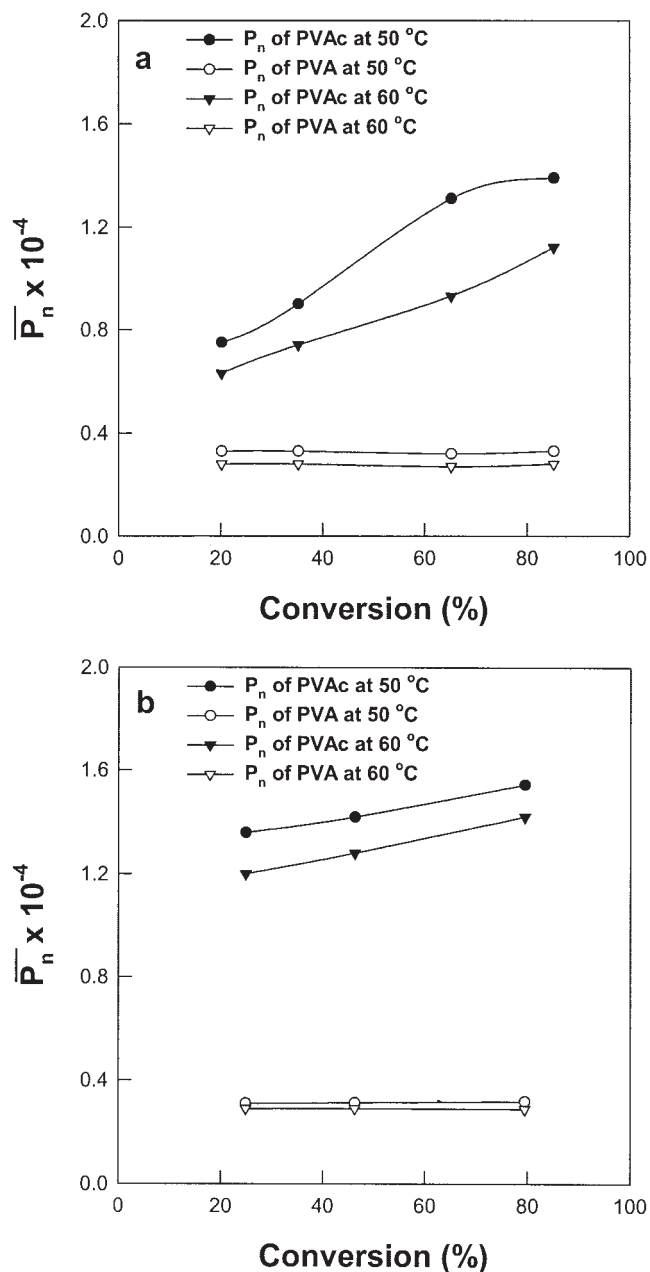 a
P_n of PVAc at 50 °C
P_n of PVA at 50 °C
P_n of PVAc at 60 °C
P_n of PVA at 60 °C
2.0
1.6
1.2
0.8
0.4
0.0
P̅_n x 10^-4
0 20 40 60 80 100
Conversion (%)
b
P_n of PVAc at 50 °C
P_n of PVA at 50 °C
P_n of PVAc at 60 °C
P_n of PVA at 60 °C
2.0
1.6
1.2
0.8
0.4
0.0
P̅_n x 10^-4
0 20 40 60 80 100
Conversion (%)